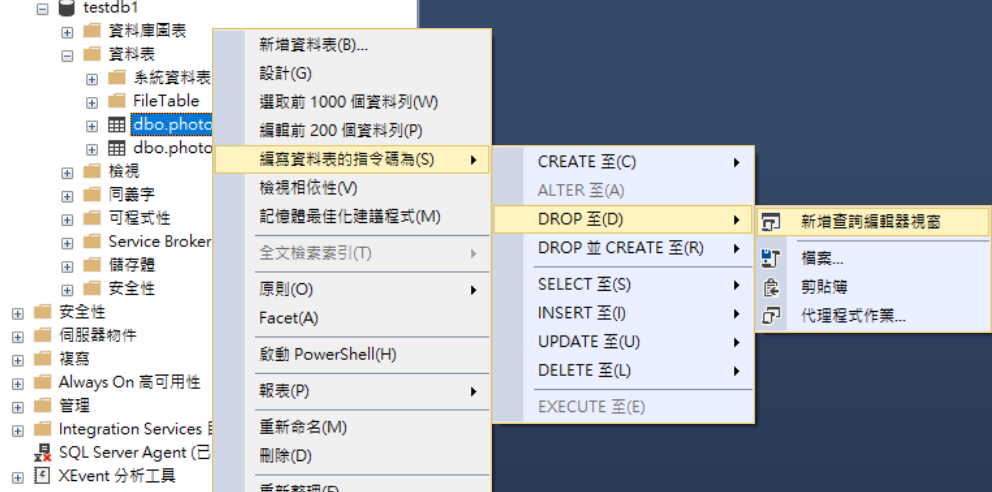 testdb1
資料庫圖表
資料表
系統資料表
FileTable
dbo.photo
dbo.photo
檢視
同義字
可程式性
Service Broker
儲存體
安全性
安全性
伺服器物件
複寫
Always On 高可用性
管理
Integration Services
SQL Server Agent (已
XEvent 分析工具
新增資料表(B)...
設計(G)
選取前 1000 個資料列(W)
編輯前 200 個資料列(P)
編寫資料表的指令碼為(S)
檢視相依性(V)
記憶體最佳化建議程式(M)
全文檢索索引(T)
原則(O)
Facet(A)
啟動 PowerShell(H)
報表(P)
重新命名(M)
刪除(D)
重新整理(F)
CREATE 至(C)
ALTER 至(A)
DROP 至(D)
DROP 並 CREATE 至(R)
SELECT 至(S)
INSERT 至(I)
UPDATE 至(U)
DELETE 至(L)
EXECUTE 至(E)
新增查詢編輯器視窗
檔案...
剪貼簿
代理程式作業...